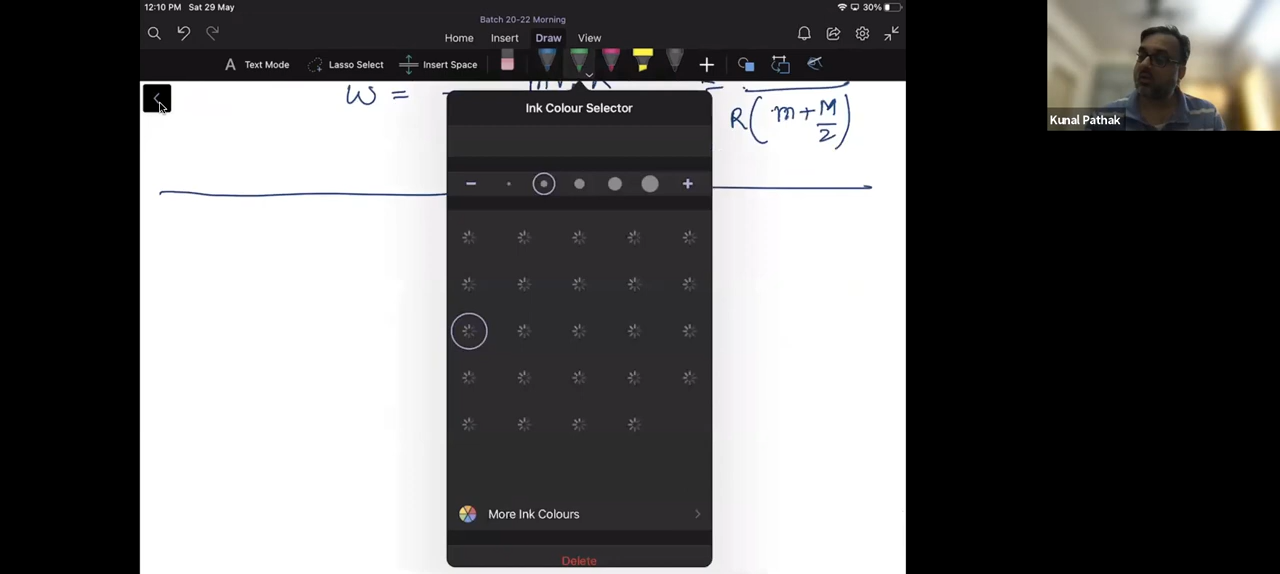 12:10 PM Sat 29 May
30%
Batch 20-22 Morning
Home Insert Draw View
A Text Mode Lasso Select Insert Space
Ink Colour Selector
ω =
R(m + M/2)
Kunal Pathak
More Ink Colours
Delete